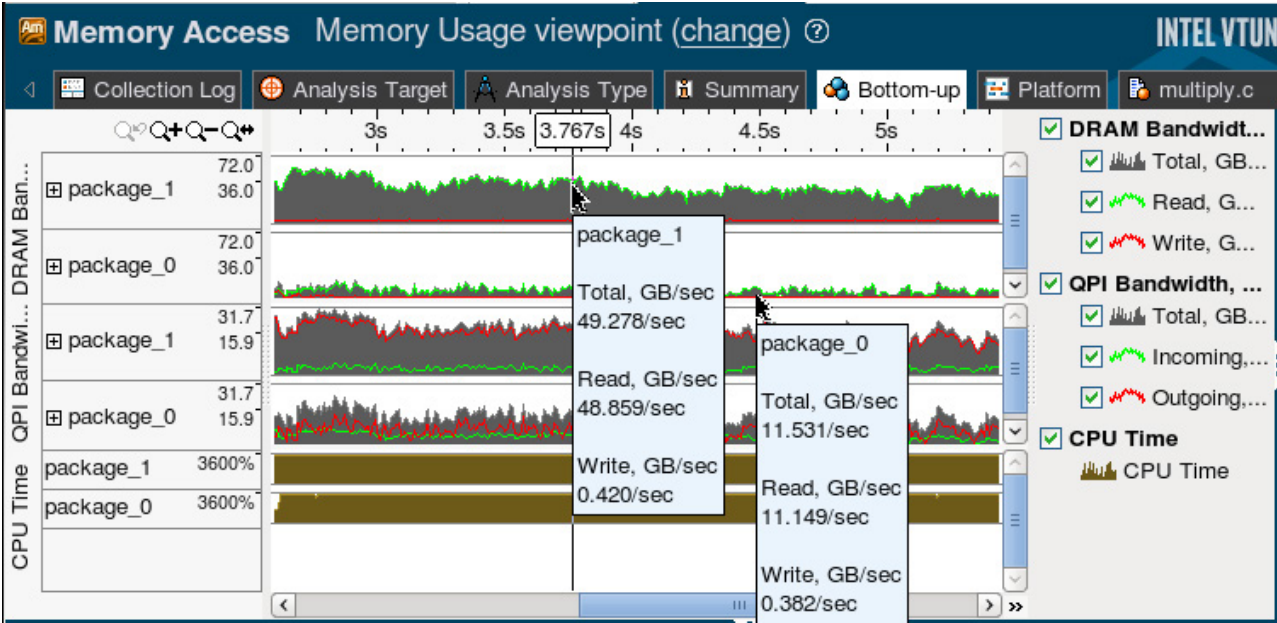 Am Memory Access Memory Usage viewpoint (change) ? INTEL VTUN
Collection Log Analysis Target Analysis Type Summary Bottom-up Platform multiply.c
3s 3.5s 3.767s 4s 4.5s 5s
DRAM Ban...
package_1 72.0
36.0
package_0 72.0
36.0
QPI Bandwi...
package_1 31.7
15.9
package_0 31.7
15.9
CPU Time
package_1 3600%
package_0 3600%
package_1
Total, GB/sec
49.278/sec
Read, GB/sec
48.859/sec
Write, GB/sec
0.420/sec
package_0
Total, GB/sec
11.531/sec
Read, GB/sec
11.149/sec
Write, GB/sec
0.382/sec
DRAM Bandwidt...
Total, GB...
Read, G...
Write, G...
QPI Bandwidth, ...
Total, GB...
Incoming,...
Outgoing,...
CPU Time
CPU Time